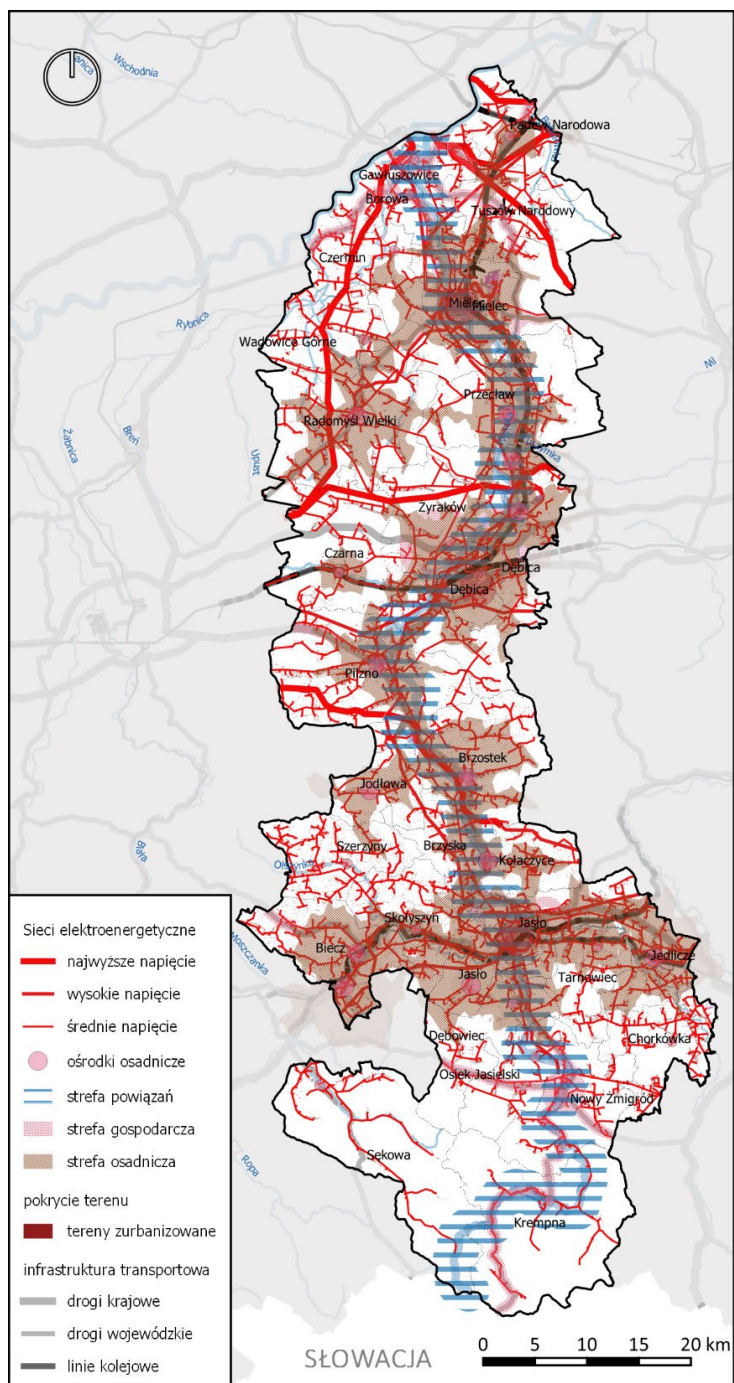 Wschodnia
Padew Narodowa
Gawłuszowice
Borowa
Tuszów Narodowy
Czermin
Mielec
Mielec
Rybnica
Wadowice Górne
Przecław
Radomyśl Wielki
Żabnica
Breń
Upust
Żyraków
Czarna
Dębica
Dębica
Pilzno
Brzostek
Jodłowa
Biała
Szerzyny
Brzyska
Olszynka
Kołaczyce
Skołyszyn
Jasło
Biecz
Moszczanka
Jasło
Jedlicze
Tarnowiec
Dębowiec
Chorkówka
Osiek Jasielski
Nowy Żmigród
Ropa
Sękowa
Krempna
Sieci elektroenergetyczne
najwyższe napięcie
wysokie napięcie
średnie napięcie
ośrodki osadnicze
strefa powiązań
strefa gospodarcza
strefa osadnicza
pokrycie terenu
tereny zurbanizowane
infrastruktura transportowa
drogi krajowe
drogi wojewódzkie
linie kolejowe
SŁOWACJA
0 5 10 15 20 km